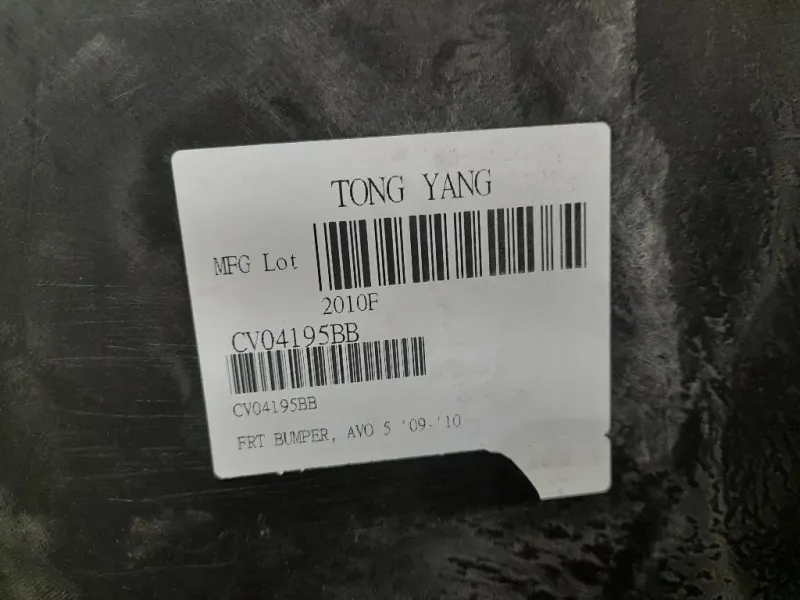 TONG YANG
MFG Lot
2010F
CV04195BB
CV04195BB
FRT BUMPER, AVO 5 '09-'10